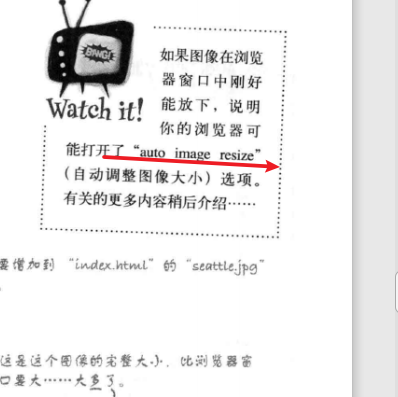 BANG!
Watch it!
如果图像在浏览
器窗口中刚好
能放下，说明
你的浏览器可
能打开了“auto image resize”
（自动调整图像大小）选项。
有关的更多内容稍后介绍……
要增加到“index.html”的“seattle.jpg”
。
这是这个图像的完整大小，比浏览器窗
口要大……大多了。